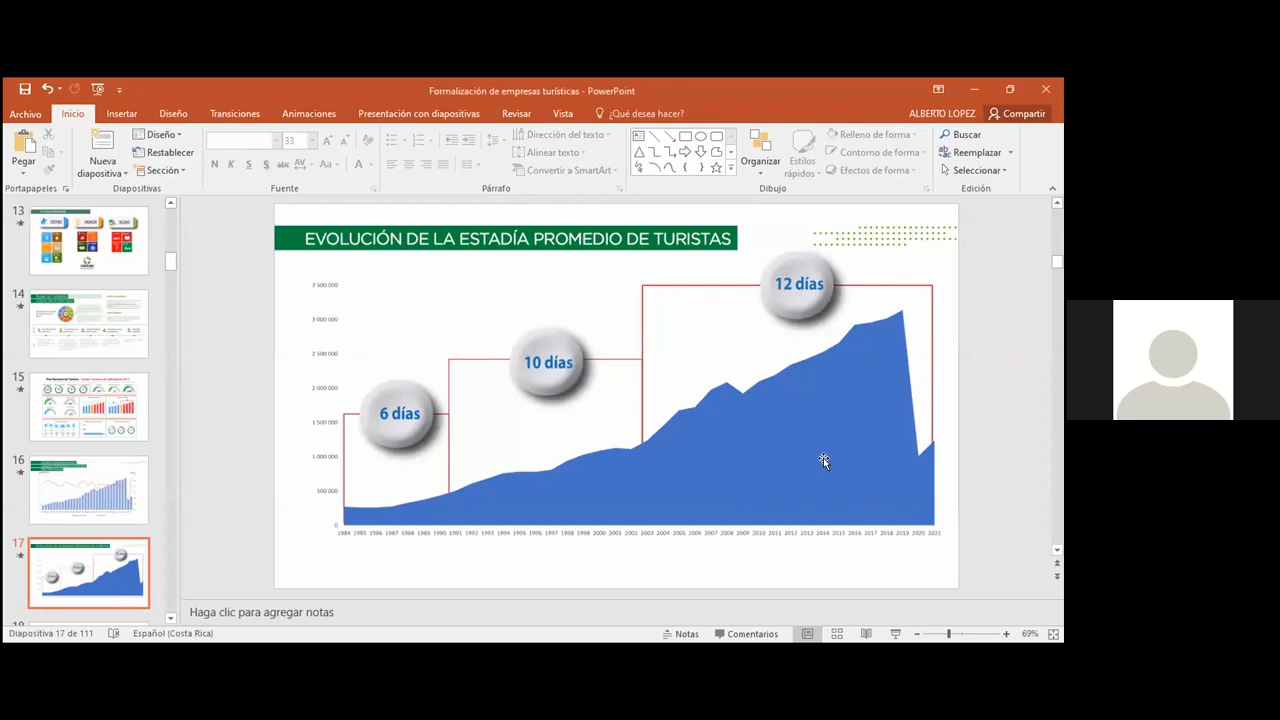 Formalización de empresas turísticas - PowerPoint
Archivo Inicio Insertar Diseño Transiciones Animaciones Presentación con diapositivas Revisar Vista ¿Qué desea hacer? ALBERTO LOPEZ Compartir
Pegar
Portapapeles
Nueva
diapositiva
Diseño
Restablecer
Sección
Diapositivas
33
N K S S abc AV Aa A
Fuente
Dirección del texto
Alinear texto
Convertir a SmartArt
Párrafo
Organizar
Estilos
rápidos
Relleno de forma
Contorno de forma
Efectos de forma
Dibujo
Buscar
Reemplazar
Seleccionar
Edición
13
14
15
16
17
18
EVOLUCIÓN DE LA ESTADÍA PROMEDIO DE TURISTAS
12 días
10 días
6 días
3 500 000
3 000 000
2 500 000
2 000 000
1 500 000
1 000 000
500 000
0
1984 1985 1986 1987 1988 1989 1990 1991 1992 1993 1994 1995 1996 1997 1998 1999 2000 2001 2002 2003 2004 2005 2006 2007 2008 2009 2010 2011 2012 2013 2014 2015 2016 2017 2018 2019 2020 2021
Haga clic para agregar notas
Diapositiva 17 de 111 Español (Costa Rica) Notas Comentarios 69%